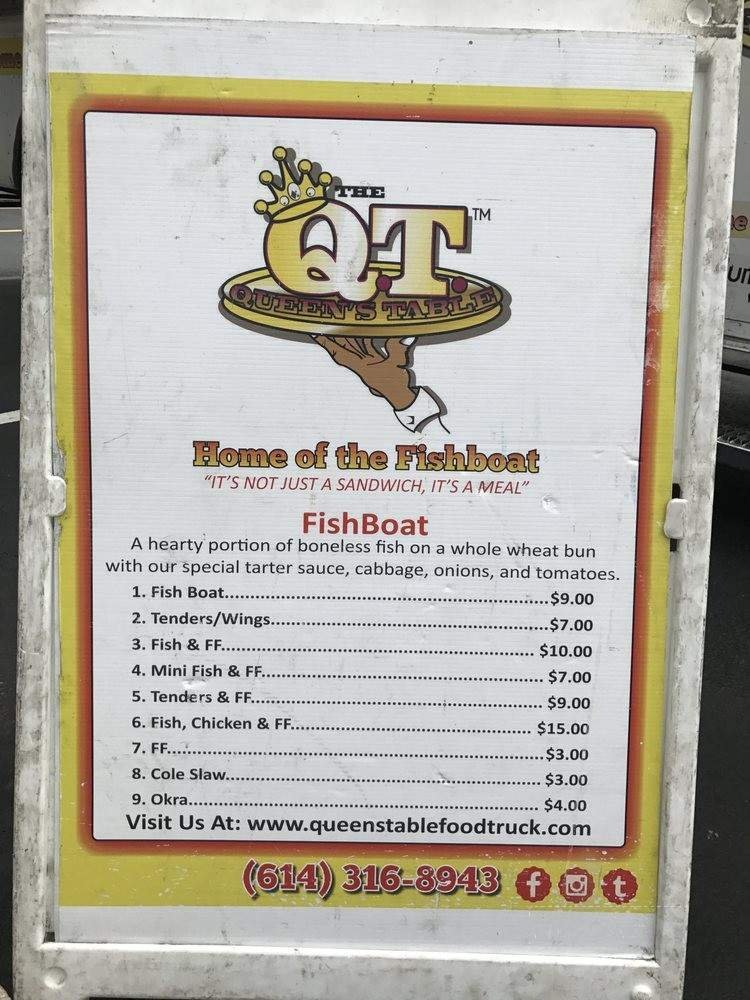 THE
Q.T.™
QUEEN'S TABLE
Home of the Fishboat
"IT'S NOT JUST A SANDWICH, IT'S A MEAL"
FishBoat
A hearty portion of boneless fish on a whole wheat bun
with our special tarter sauce, cabbage, onions, and tomatoes.
1. Fish Boat..........$9.00
2. Tenders/Wings..........$7.00
3. Fish & FF.......... $10.00
4. Mini Fish & FF.......... $7.00
5. Tenders & FF.......... $9.00
6. Fish, Chicken & FF.......... $15.00
7. FF..........$3.00
8. Cole Slaw..........$3.00
9. Okra.......... $4.00
Visit Us At: www.queenstablefoodtruck.com
(614) 316-8943 f t